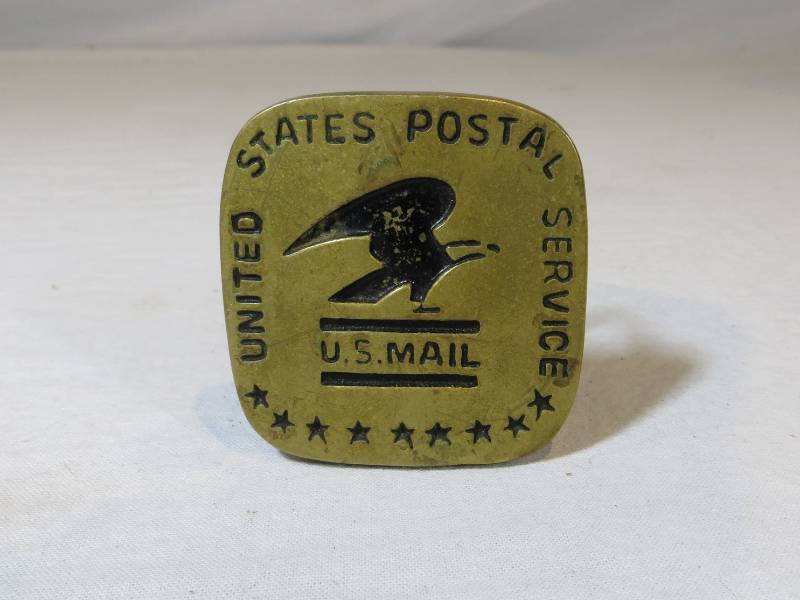 UNITED STATES POSTAL SERVICE
U.S. MAIL